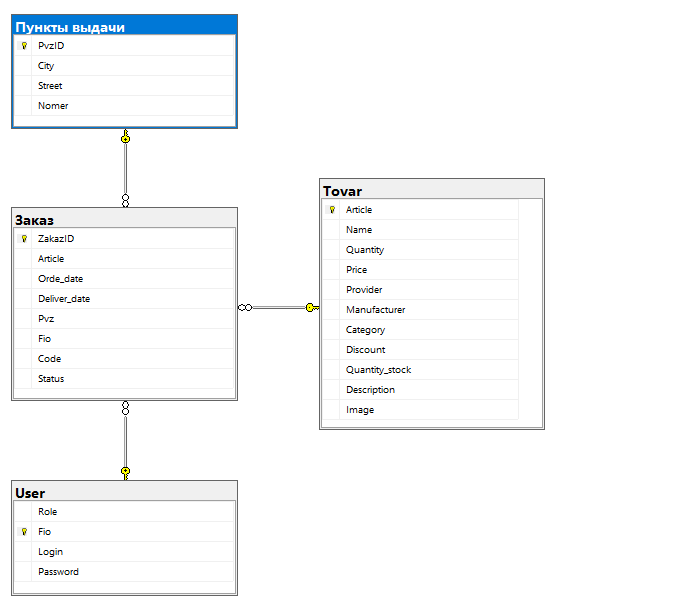 Пункты выдачи
PvzID
City
Street
Nomer
Заказ
ZakazID
Article
Orde_date
Deliver_date
Pvz
Fio
Code
Status
Tovar
Article
Name
Quantity
Price
Provider
Manufacturer
Category
Discount
Quantity_stock
Description
Image
User
Role
Fio
Login
Password